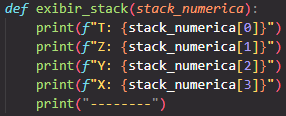 def exibir_stack(stack_numerica):
    print(f"T: {stack_numerica[0]}")
    print(f"Z: {stack_numerica[1]}")
    print(f"Y: {stack_numerica[2]}")
    print(f"X: {stack_numerica[3]}")
    print("--------")